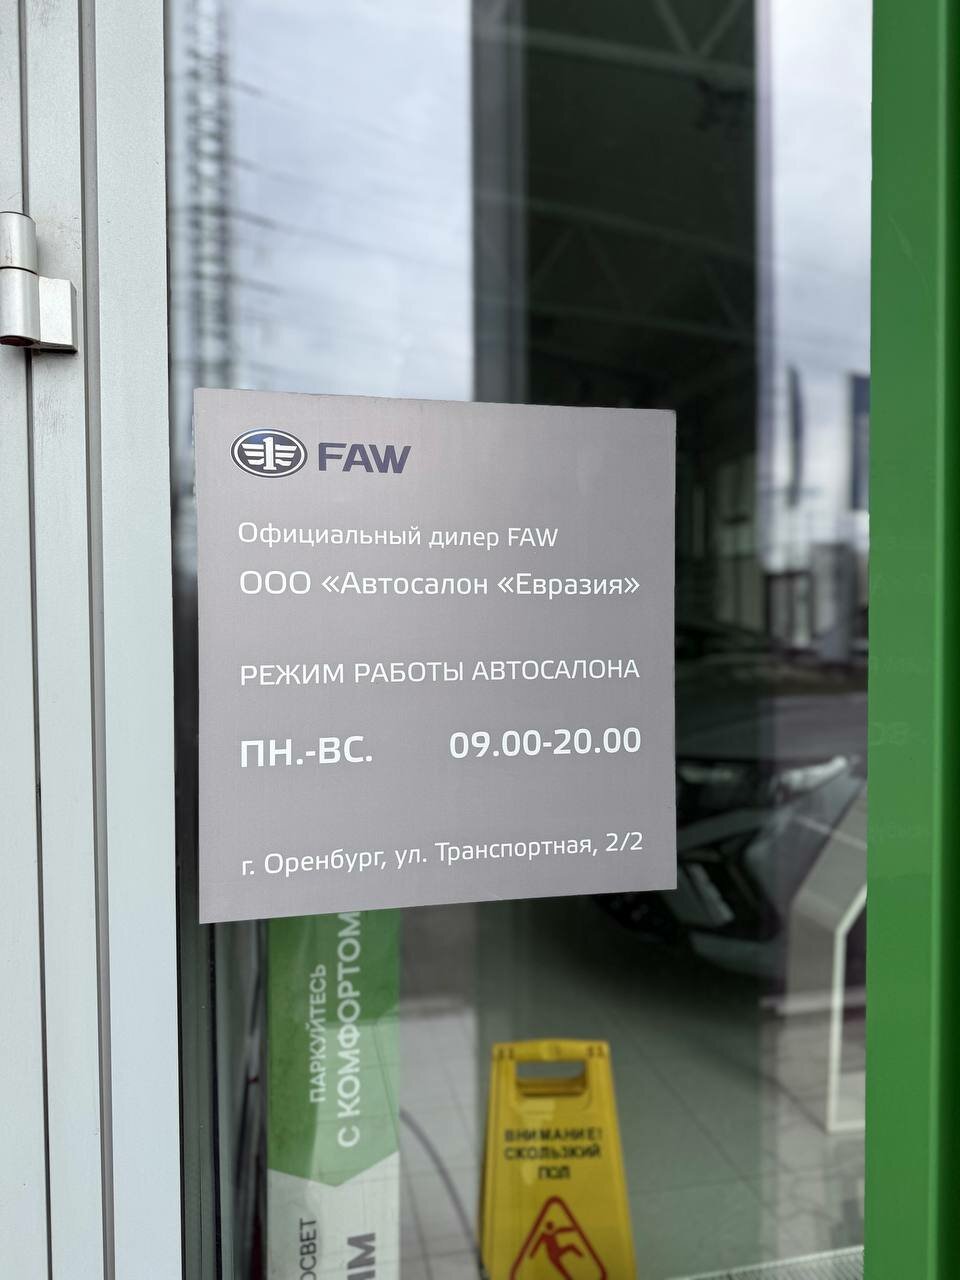 FAW
Официальный дилер FAW
ООО «Автосалон «Евразия»
РЕЖИМ РАБОТЫ АВТОСАЛОНА
ПН.-ВС. 09.00-20.00
г. Оренбург, ул. Транспортная, 2/2
ПАРКУЙТЕСЬ
С КОМФОРТОМ
ВНИМАНИЕ!
СКОЛЬЗКИЙ
ПОЛ